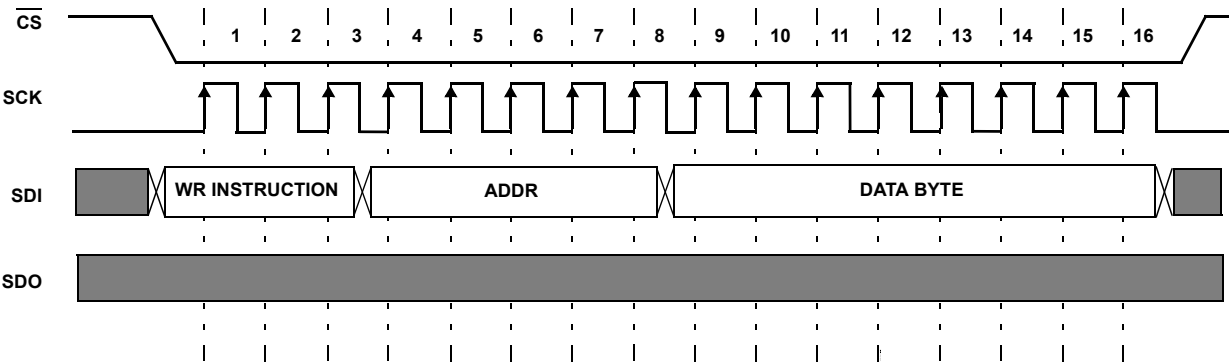 CS
1 2 3 4 5 6 7 8 9 10 11 12 13 14 15 16
SCK
SDI
WR INSTRUCTION ADDR DATA BYTE
SDO